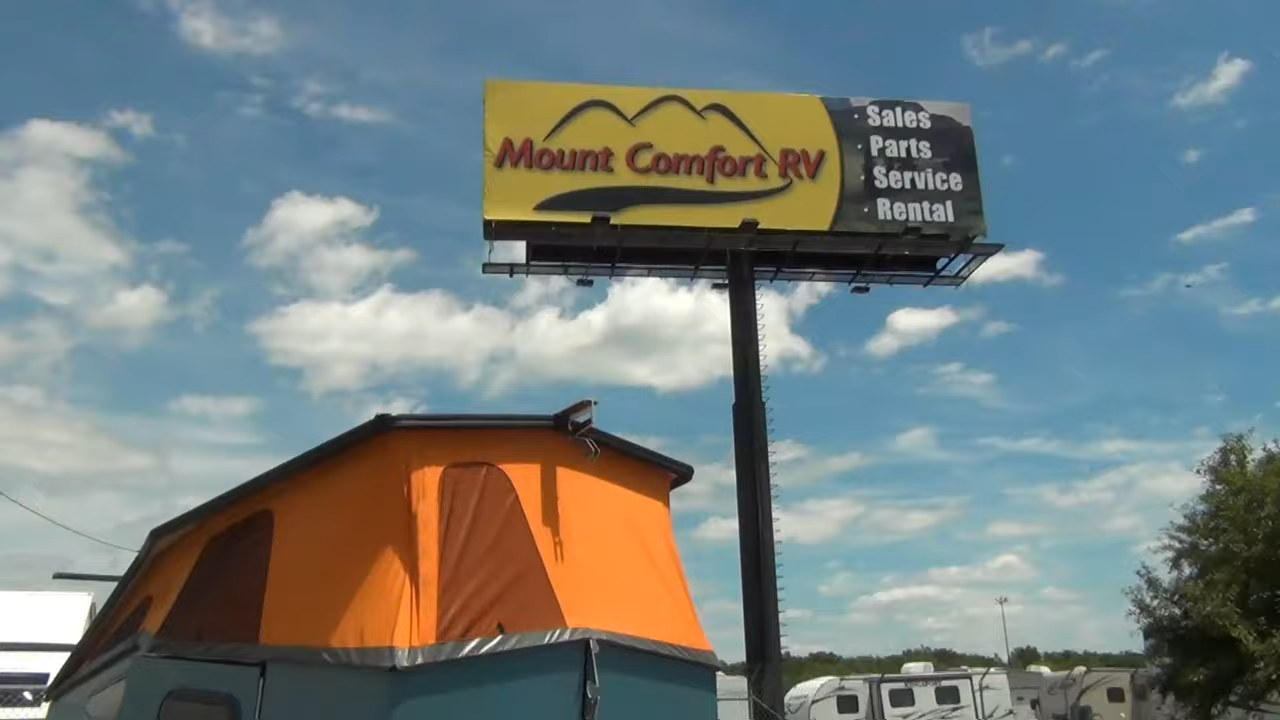 Mount Comfort RV
· Sales
· Parts
· Service
· Rental